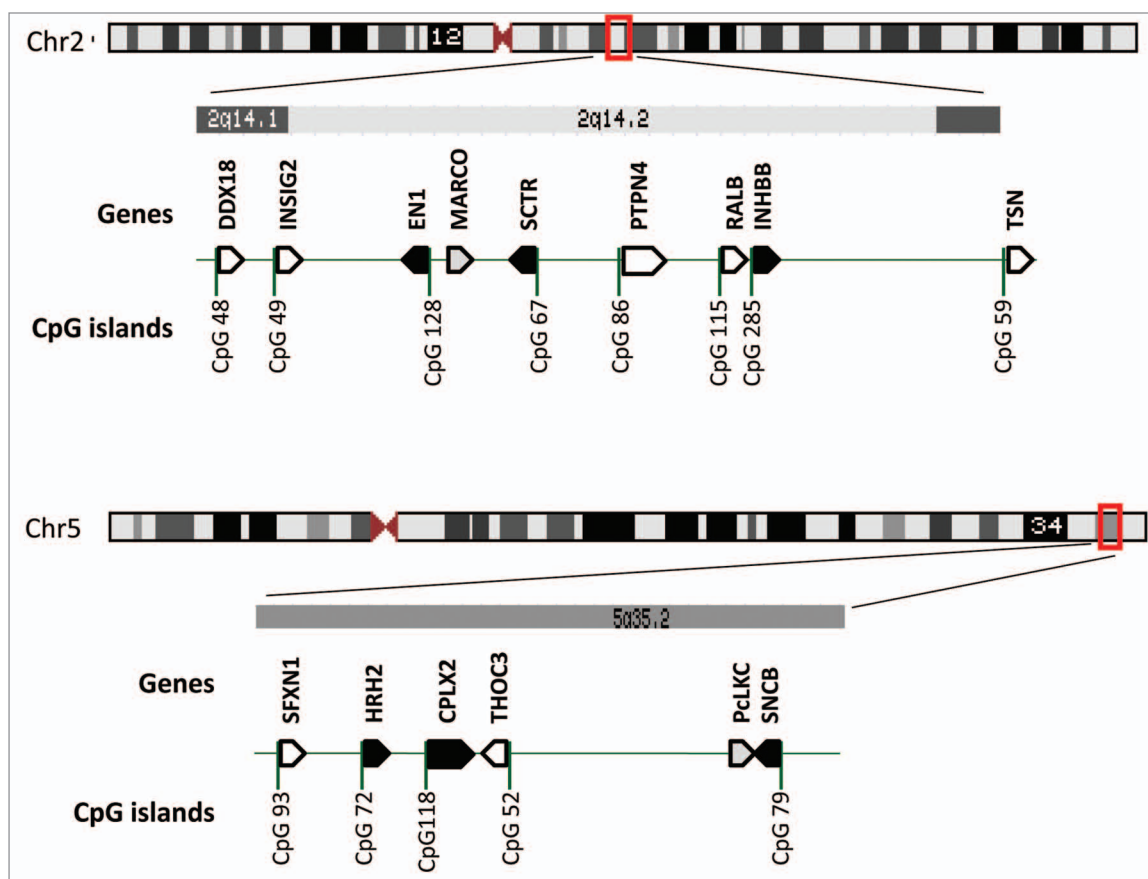 Chr2
12
2q14.1 2q14.2
Genes DDX18 INSIG2 EN1 MARCO SCTR PTPN4 RALB INHBB TSN
CpG islands CpG 48 CpG 49 CpG 128 CpG 67 CpG 86 CpG 115 CpG 285 CpG 59
Chr5
34
5q35.2
Genes SFXN1 HRH2 CPLX2 THOC3 PcLKC SNCB
CpG islands CpG 93 CpG 72 CpG118 CpG 52 CpG 79